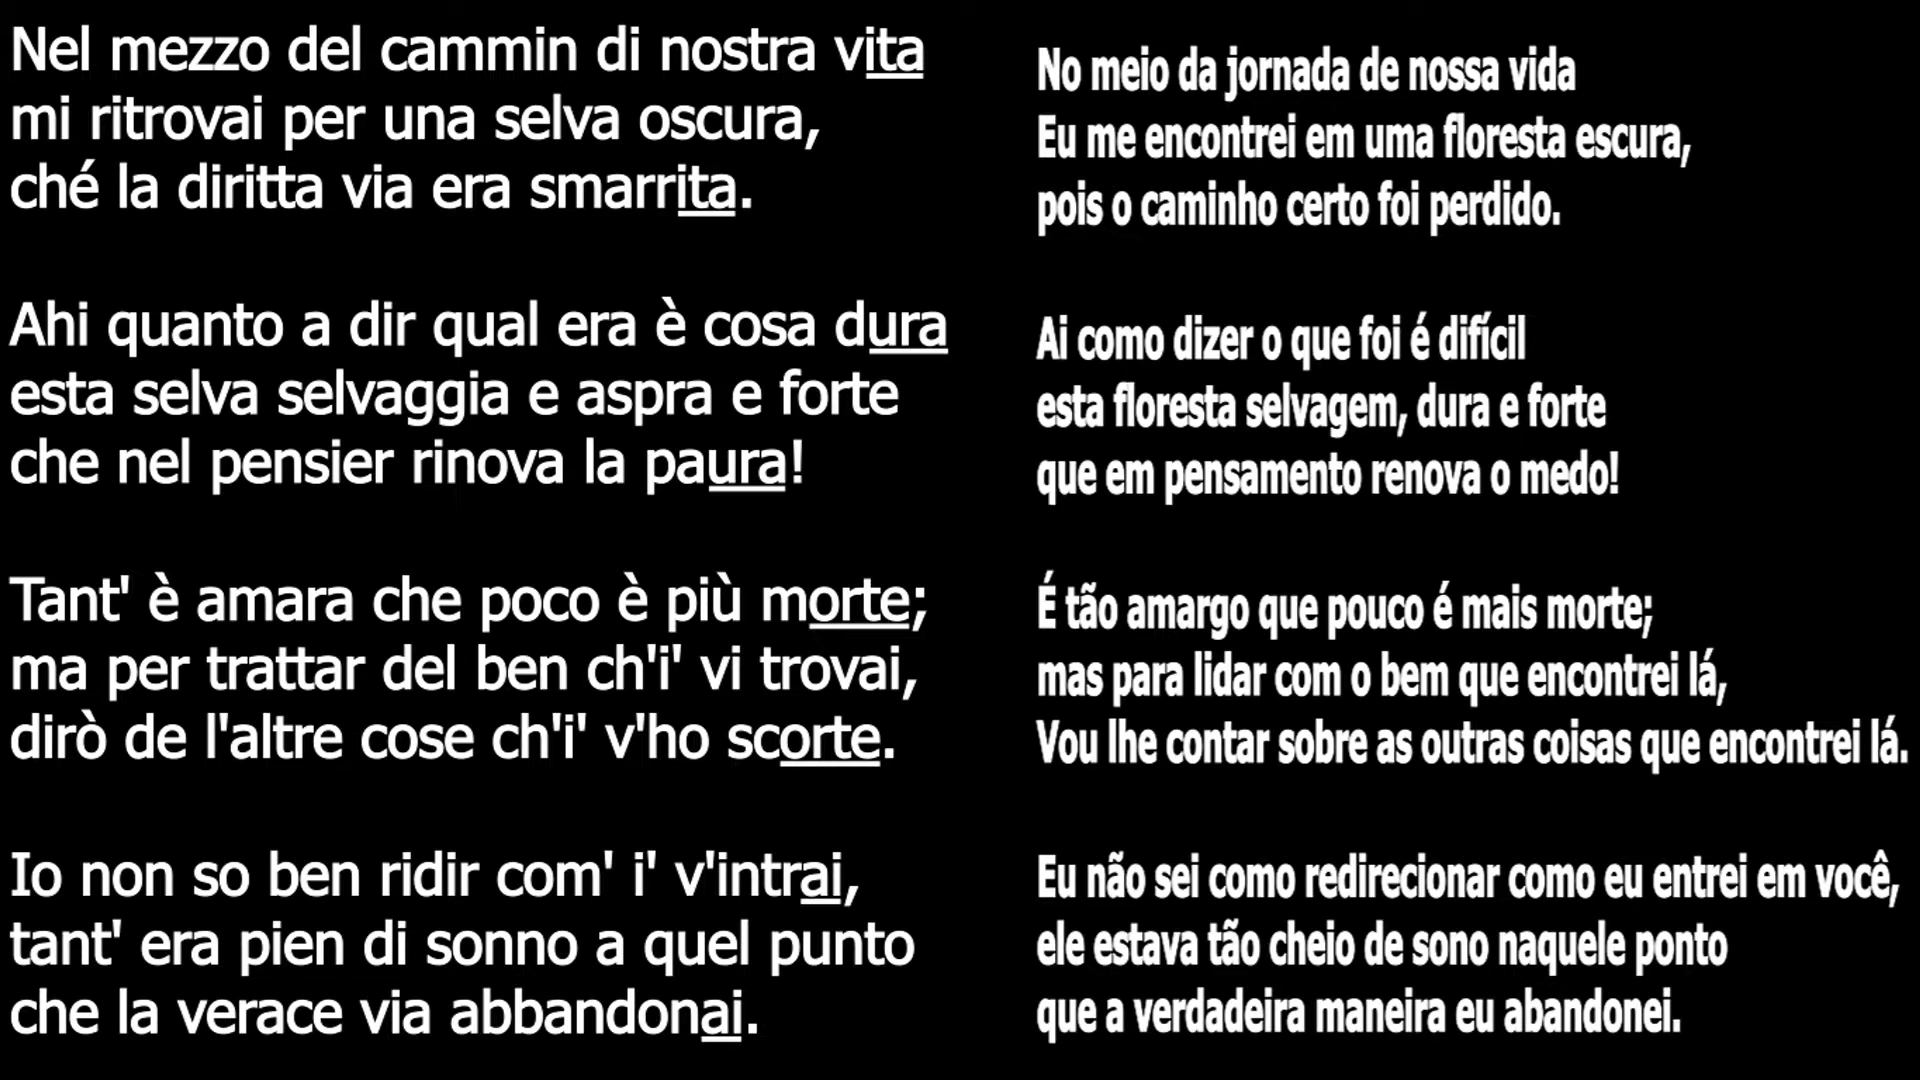 Nel mezzo del cammin di nostra vita
mi ritrovai per una selva oscura,
ché la diritta via era smarrita.
Ahi quanto a dir qual era è cosa dura
esta selva selvaggia e aspra e forte
che nel pensier rinova la paura!
Tant' è amara che poco è più morte;
ma per trattar del ben ch'i' vi trovai,
dirò de l'altre cose ch'i' v'ho scorte.
Io non so ben ridir com' i' v'intrai,
tant' era pien di sonno a quel punto
che la verace via abbandonai.
No meio da jornada de nossa vida
Eu me encontrei em uma floresta escura,
pois o caminho certo foi perdido.
Ai como dizer o que foi é difícil
esta floresta selvagem, dura e forte
que em pensamento renova o medo!
É tão amargo que pouco é mais morte;
mas para lidar com o bem que encontrei lá,
Vou lhe contar sobre as outras coisas que encontrei lá.
Eu não sei como redirecionar como eu entrei em você,
ele estava tão cheio de sono naquele ponto
que a verdadeira maneira eu abandonei.